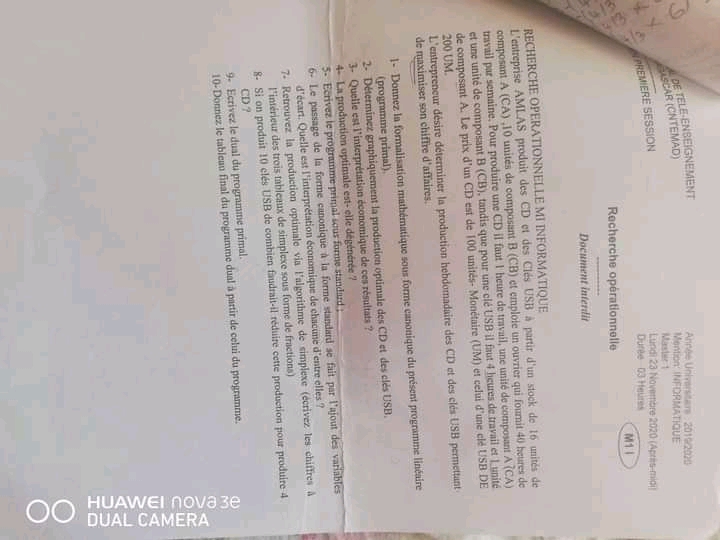 E DE TELE-ENSEIGNEMENT
ASCAR (CNTEMAD)
PREMIERE SESSION
Année Universitaire 2019/2020
Mention: INFORMATIQUE
Master 1
Lundi 23 Novembre 2020 (Après-midi)
Durée 03 Heures
M1 I
Recherche opérationnelle
Document interdit
RECHERCHE OPERATIONNELLE MI INFORMATIQUE
L'entreprise AMLAS produit des CD et des Clés USB à partir d'un stock de 16 unités de
composant A (CA) ,10 unités de composant B (CB) et emploie un ouvrier qui fournit 40 heures de
travail par semaine. Pour produire une CD il faut 1 heure de travail, une unité de composant A (CA)
et une unité de composant B (CB), tandis que pour une clé USB il faut 4 heures de travail et 1 unité
de composant A. Le prix d'un CD est de 100 unités- Monétaire (UM) et celui d'une clé USB DE
200 UM.
L'entrepreneur désire déterminer la production hebdomadaire des CD et des clés USB permettant
de maximiser son chiffre d'affaires.
1- Donnez la formalisation mathématique sous forme canonique du présent programme linéaire
(programme primal).
2- Déterminez graphiquement la production optimale des CD et des clés USB.
3- Quelle est l'interprétation économique de ces résultats ?
4- La production optimale est- elle dégénérée ?
5- Ecrivez le programme primal sous forme standard ;
6- Le passage de la forme canonique à la forme standard se fait par l'ajout des variables
d'écart. Quelle est l'interprétation économique de chacune d'entre elles ?
7- Retrouvez la production optimale via l'algorithme de simplexe (écrivez les chiffres à
l'intérieur des trois tableaux de simplexe sous forme de fractions)
8- Si on produit 10 clés USB de combien faudrait-il réduire cette production pour produire 4
CD ?
9- Ecrivez le dual du programme primal.
10- Donnez le tableau final du programme dual à partir de celui du programme.
HUAWEI nova 3e
DUAL CAMERA